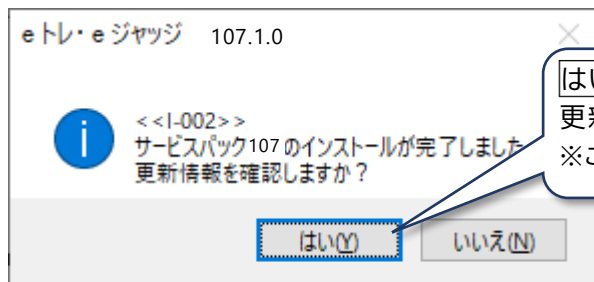 eトレ・eジャッジ 107.1.0
<<I-002>>
サービスパック107のインストールが完了しました
更新情報を確認しますか？
はい(Y)
いいえ(N)
はい
更新
※こ